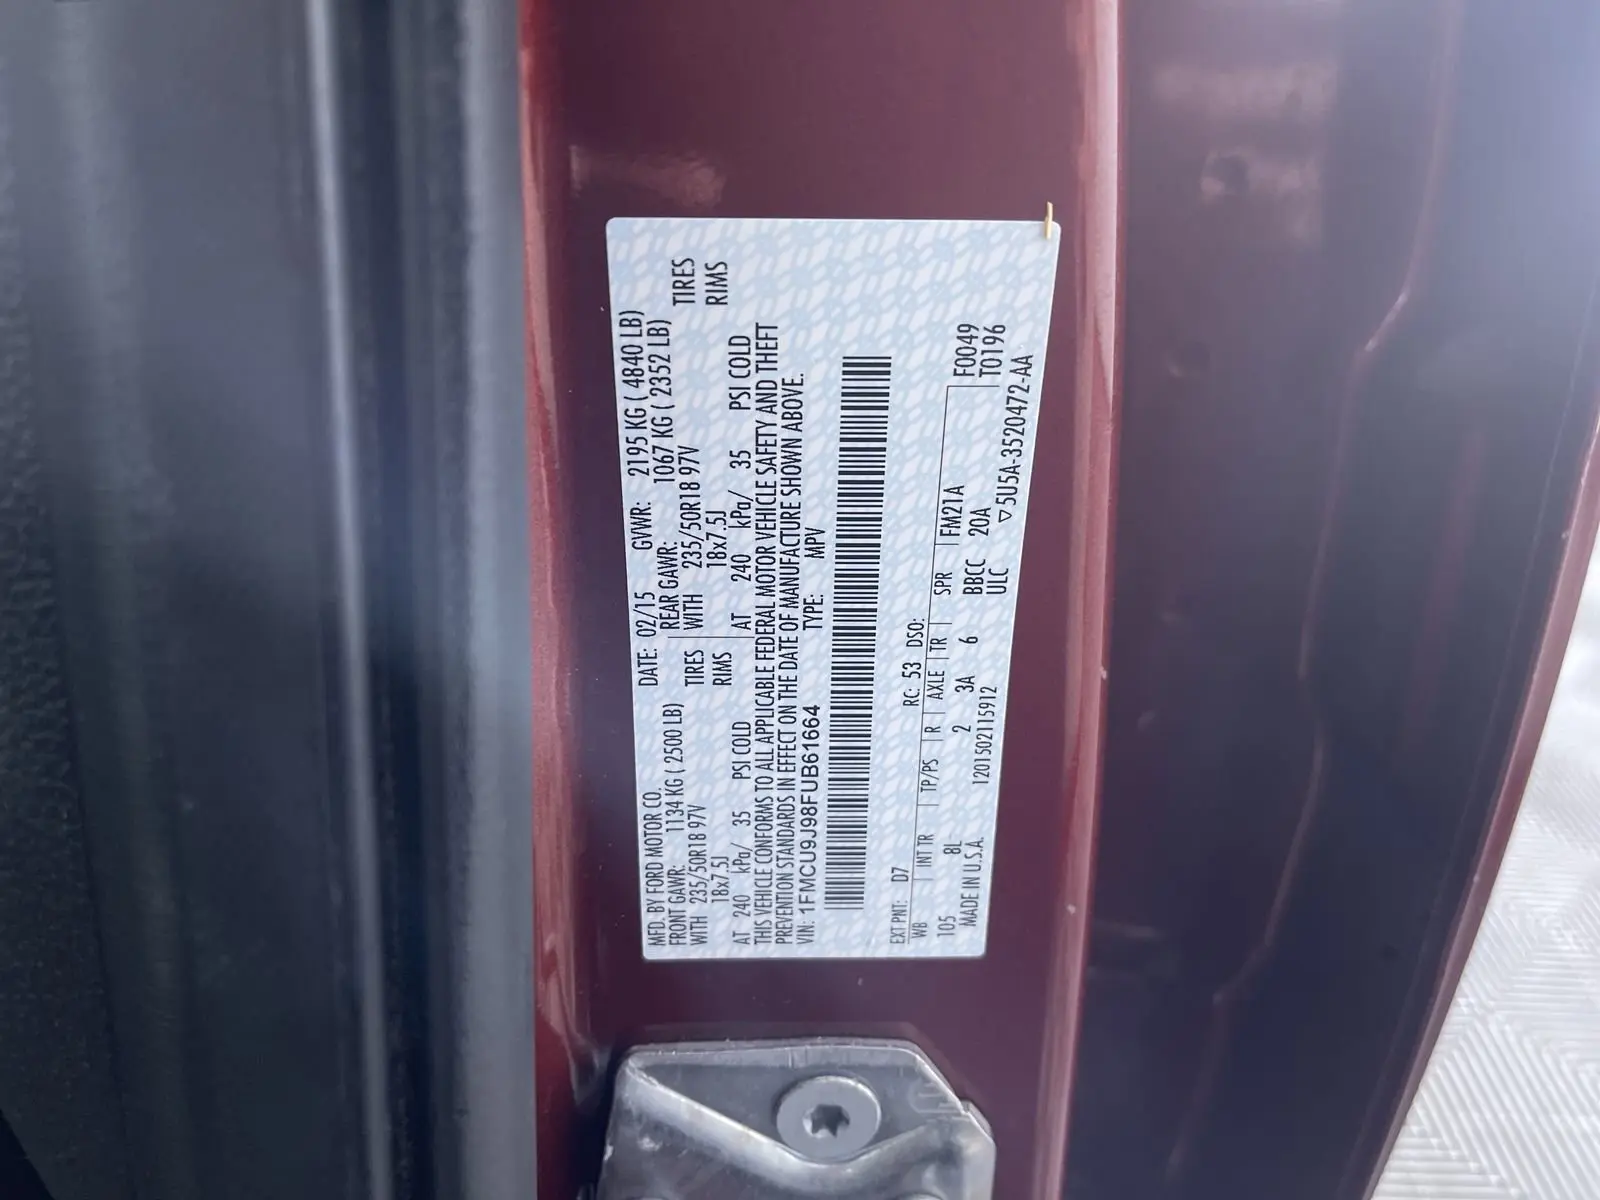 MFD. BY FORD MOTOR CO. DATE: 02/15 GVWR: 2195 KG ( 4840 LB)
FRONT GAWR: 1134 KG ( 2500 LB) REAR GAWR: 1067 KG ( 2352 LB)
WITH 235/50R18 97V TIRES WITH 235/50R18 97V TIRES
18x7.5J RIMS 18x7.5J RIMS
AT 240 kPa/ 35 PSI COLD AT 240 kPa/ 35 PSI COLD
THIS VEHICLE CONFORMS TO ALL APPLICABLE FEDERAL MOTOR VEHICLE SAFETY AND THEFT
PREVENTION STANDARDS IN EFFECT ON THE DATE OF MANUFACTURE SHOWN ABOVE.
VIN: 1FMCU9J98FUB61664 TYPE: MPV
EXT PNT: D7 RC: 53 DSO:
WB INT TR TP/PS R AXLE TR SPR FM21A F0049
105 8L 2 3A 6 BBCC 20A T0196
MADE IN U.S.A. 1201502115912 ULC ▽5U5A-3520472-AA